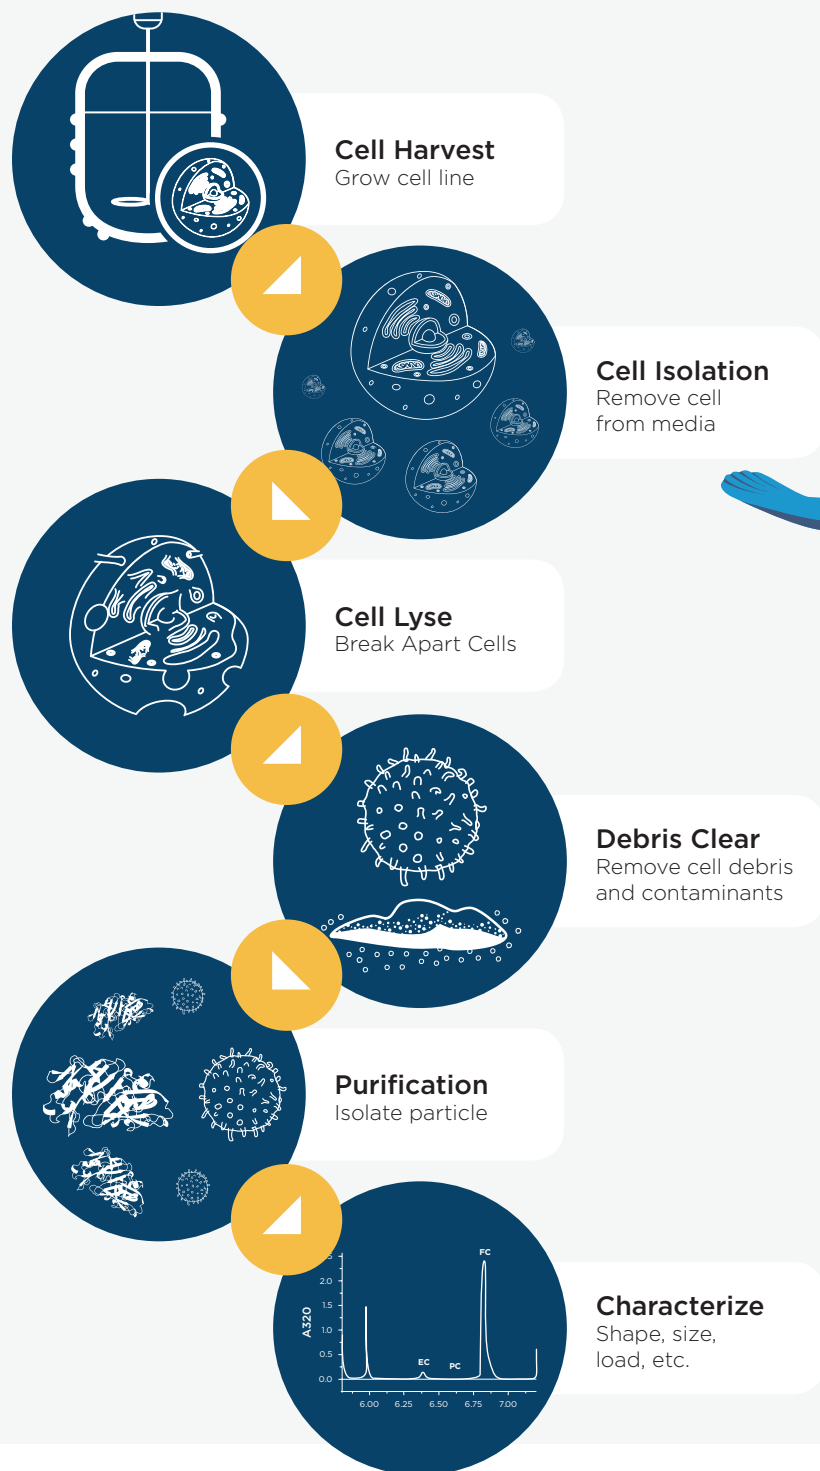 Cell Harvest
Grow cell line
Cell Isolation
Remove cell
from media
Cell Lyse
Break Apart Cells
Debris Clear
Remove cell debris
and contaminants
Purification
Isolate particle
Characterize
Shape, size,
load, etc.
A320
2.0
1.5
1.0
0.5
0.0
EC
PC
FC
6.00 6.25 6.50 6.75 7.00